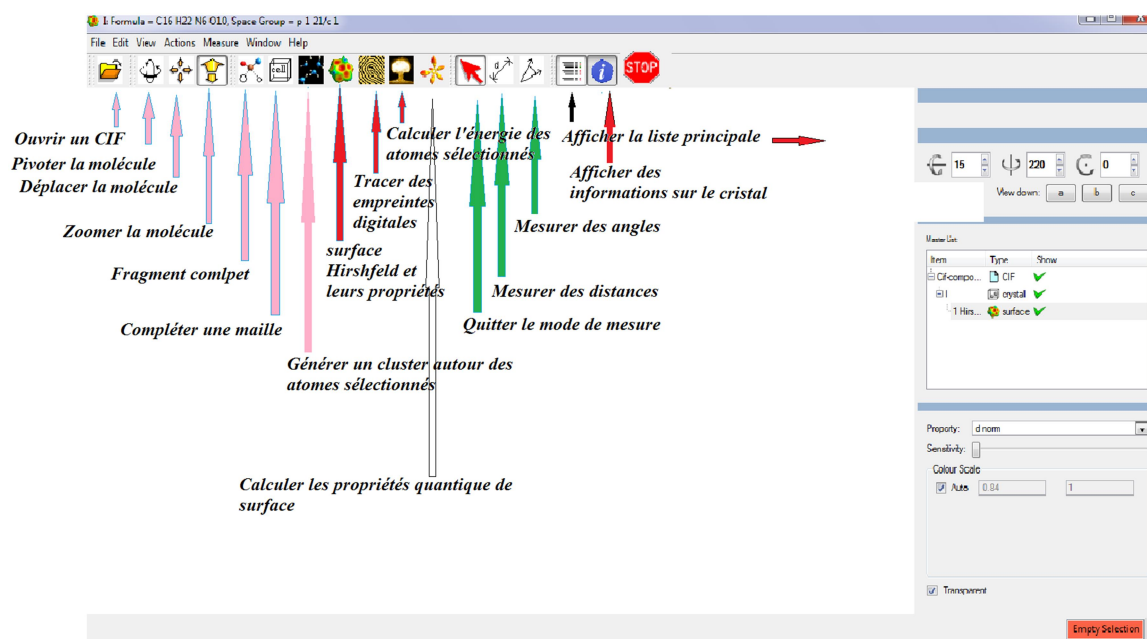 1: Formula = C16 H22 N6 O10, Space Group = p 1 21/c 1
File Edit View Actions Measure Window Help
cell
STOP
Ouvrir un CIF
Pivoter la molécule
Déplacer la molécule
Zoomer la molécule
Fragment comlpet
Compléter une maille
Générer un cluster autour des
atomes sélectionnés
surface
Hirshfeld et
leurs propriétés
Tracer des
empreintes
digitales
Calculer l'énergie des
atomes sélectionnés
Calculer les propriétés quantique de
surface
Quitter le mode de mesure
Mesurer des distances
Mesurer des angles
Afficher la liste principale
Afficher des
informations sur le cristal
15 220 0
View down: a b c
Master List:
Item Type Show
Cif-compo... CIF
crystal
1 Hirs... surface
Property: d norm
Sensitivity:
Colour Scale
Auto 0.84 1
Transparent
Empty Selection